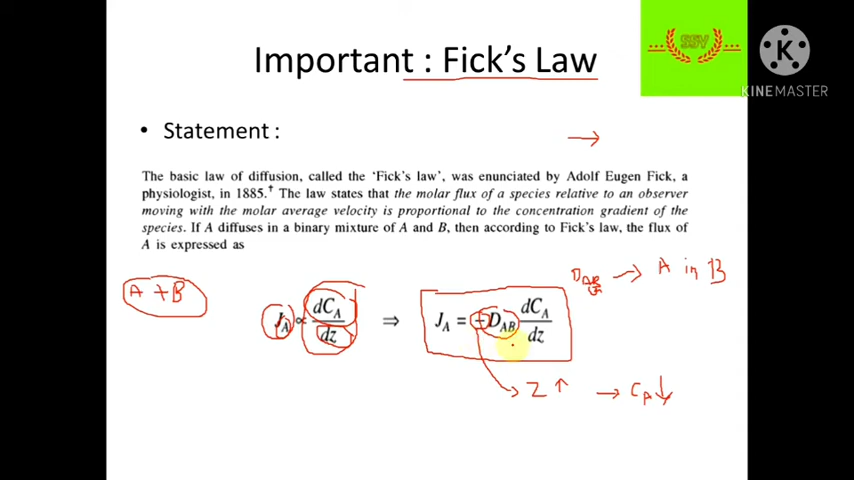 Important : Fick's Law
SSV
K
KINEMASTER
• Statement :
→
The basic law of diffusion, called the 'Fick's law', was enunciated by Adolf Eugen Fick, a
physiologist, in 1885.† The law states that the molar flux of a species relative to an observer
moving with the molar average velocity is proportional to the concentration gradient of the
species. If A diffuses in a binary mixture of A and B, then according to Fick's law, the flux of
A is expressed as
D_AB → A in B
A + B
J_A ∝ dC_A/dz ⇒ J_A = −D_AB dC_A/dz
→ Z ↑ → C_A ↓